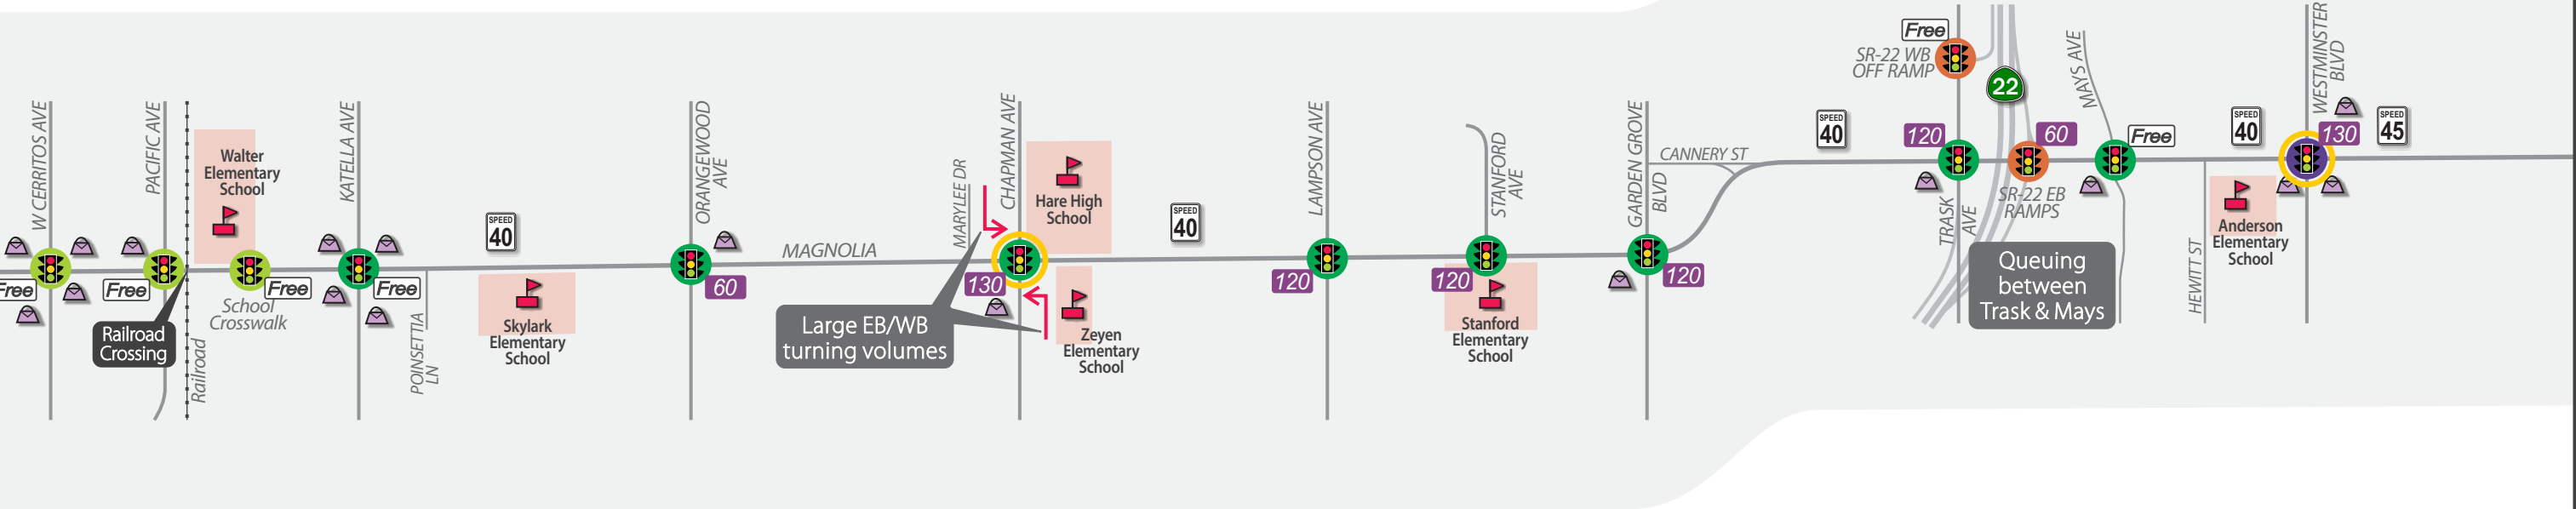 W CERRITOS AVE
Free
PACIFIC AVE
Free
Railroad
Crossing
Railroad
Walter
Elementary
School
School
Crosswalk
Free
KATELLA AVE
Free
POINSETTIA
LN
SPEED
40
Skylark
Elementary
School
ORANGEWOOD
AVE
60
MAGNOLIA
MARYLEE DR
Large EB/WB
turning volumes
CHAPMAN AVE
130
Hare High
School
Zeyen
Elementary
School
SPEED
40
LAMPSON AVE
120
STANFORD
AVE
120
Stanford
Elementary
School
GARDEN GROVE
BLVD
120
CANNERY ST
SPEED
40
Free
SR-22 WB
OFF RAMP
22
120
TRASK
AVE
60
SR-22 EB
RAMPS
Queuing
between
Trask & Mays
MAYS AVE
Free
HEWITT ST
SPEED
40
Anderson
Elementary
School
WESTMINSTER
BLVD
130
SPEED
45